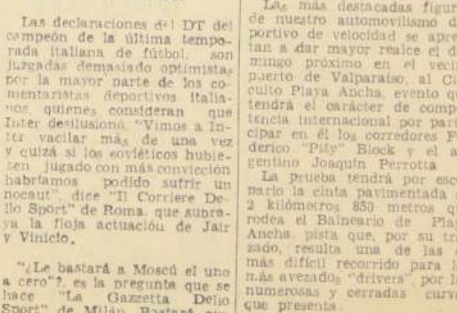 Las declaraciones del DT del
campeón de la última tempo-
rada italiana de fútbol, son
juzgadas demasiado optimistas
por la mayor parte de los co-
mentaristas deportivos italia-
nos quienes consideran que
Inter desilusionó. "Vimos a In-
ter vacilar más de una vez
y quizá si los soviéticos hubie-
sen jugado con más convicción
habríamos podido sufrir un
nocaut", dice "Il Corriere De-
llo Sport" de Roma, que subra-
ya la floja actuación de Jair
y Vinicio.
"¿Le bastará a Moscú el uno
a cero"?, es la pregunta que se
hace "La Gazzetta Dello
Sport" de Milán. Bastará
Las más destacadas figur
de nuestro automovilismo d
portivo de velocidad se apre
tan a dar mayor realce el d
mingo próximo en el veci
puerto de Valparaíso, al Ci
cuito Playa Ancha, evento q
tendrá el carácter de comp
tencia internacional por part
cipar en él los corredores F
derico "Pity" Block y el a
gentino Joaquín Perrotta
La prueba tendrá por esc
nario la cinta pavimentada
2 kilómetros 850 metros q
rodea el Balneario de Play
Ancha, pista que, por su tr
zado, resulta una de las
más difícil recorrido para l
más avezados "drivers", por l
numerosas y cerradas curv
que presenta.